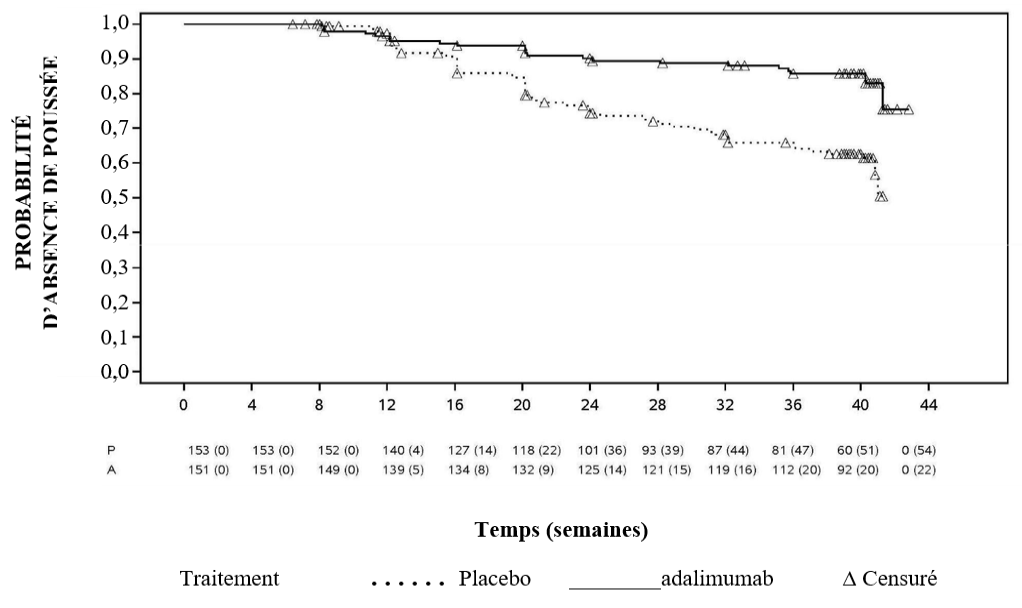 PROBABILITÉ
D'ABSENCE DE POUSSÉE
1,0
0,9
0,8
0,7
0,6
0,5
0,4
0,3
0,2
0,1
0,0
0 4 8 12 16 20 24 28 32 36 40 44
P 153 (0) 153 (0) 152 (0) 140 (4) 127 (14) 118 (22) 101 (36) 93 (39) 87 (44) 81 (47) 60 (51) 0 (54)
A 151 (0) 151 (0) 149 (0) 139 (5) 134 (8) 132 (9) 125 (14) 121 (15) 119 (16) 112 (20) 92 (20) 0 (22)
Temps (semaines)
Traitement ...... Placebo ________adalimumab Δ Censuré